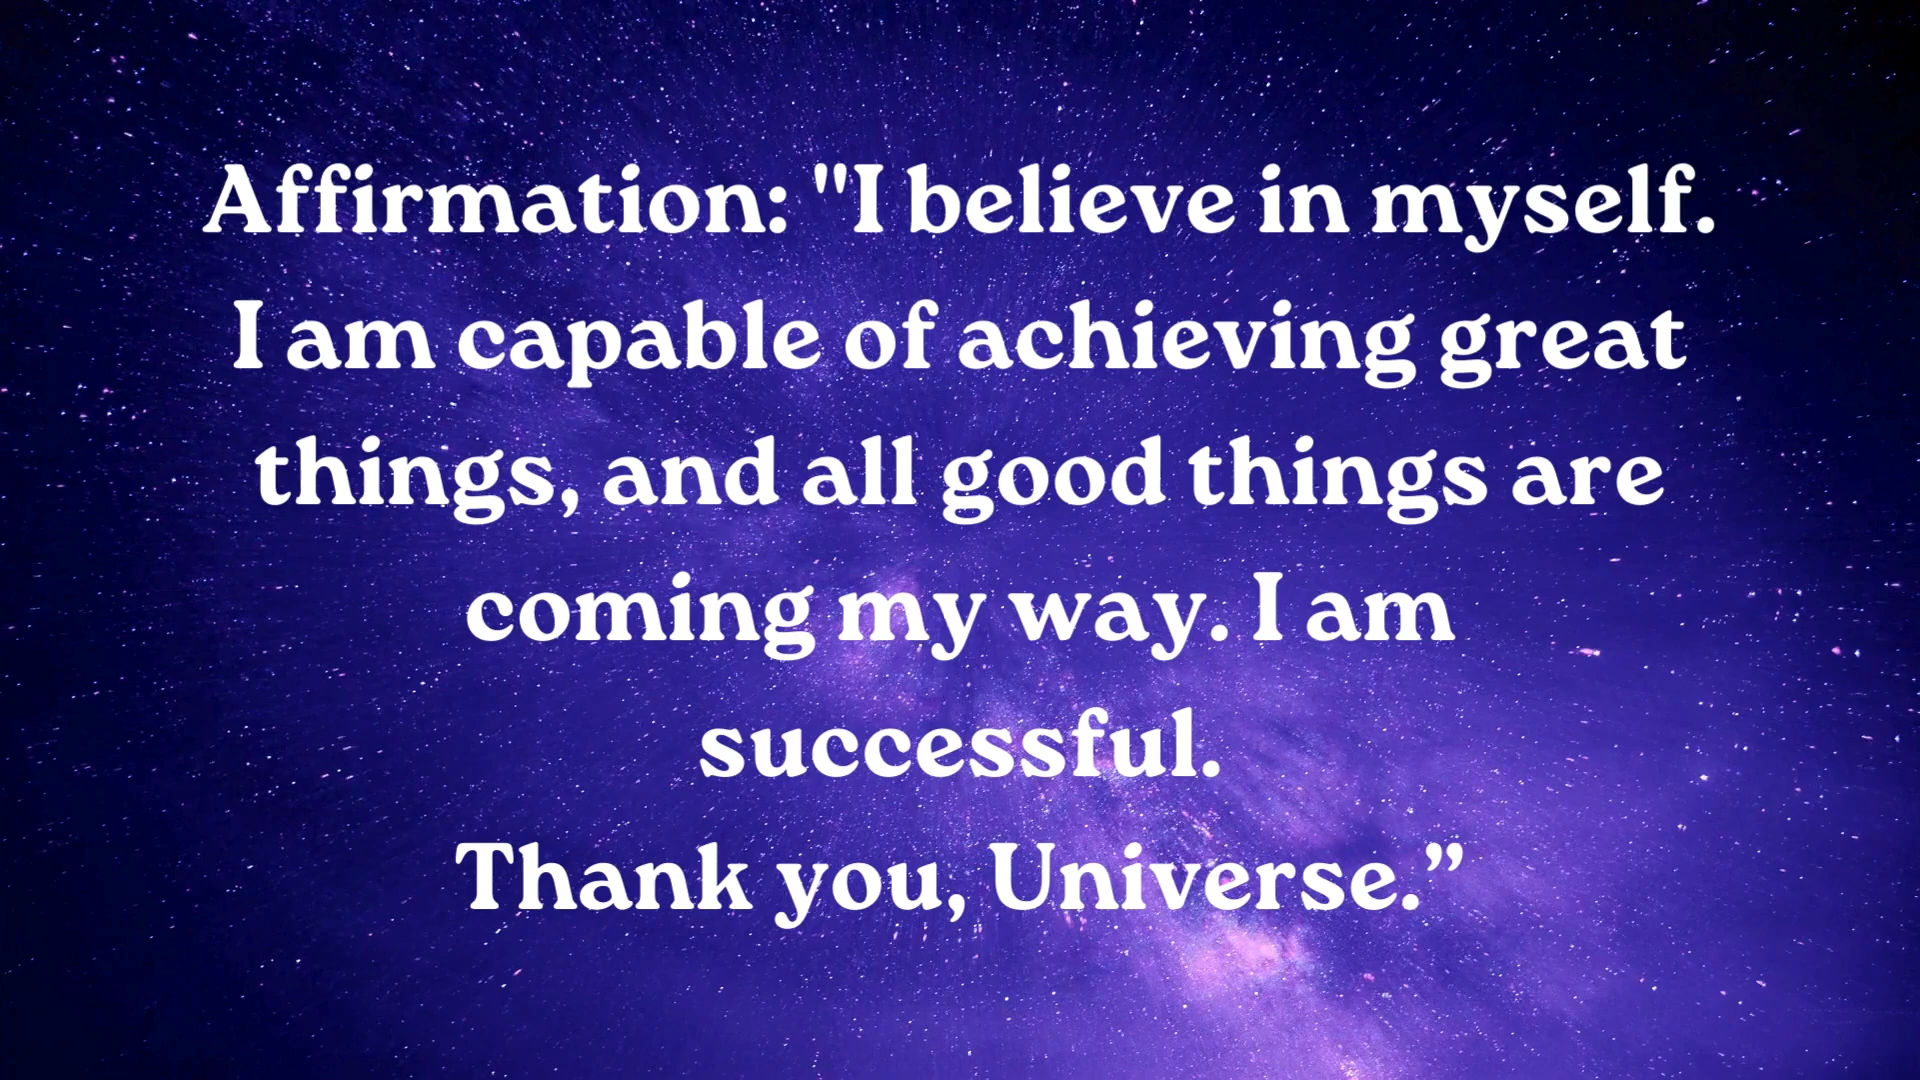 Affirmation: "I believe in myself.
I am capable of achieving great
things, and all good things are
coming my way. I am
successful.
Thank you, Universe.”